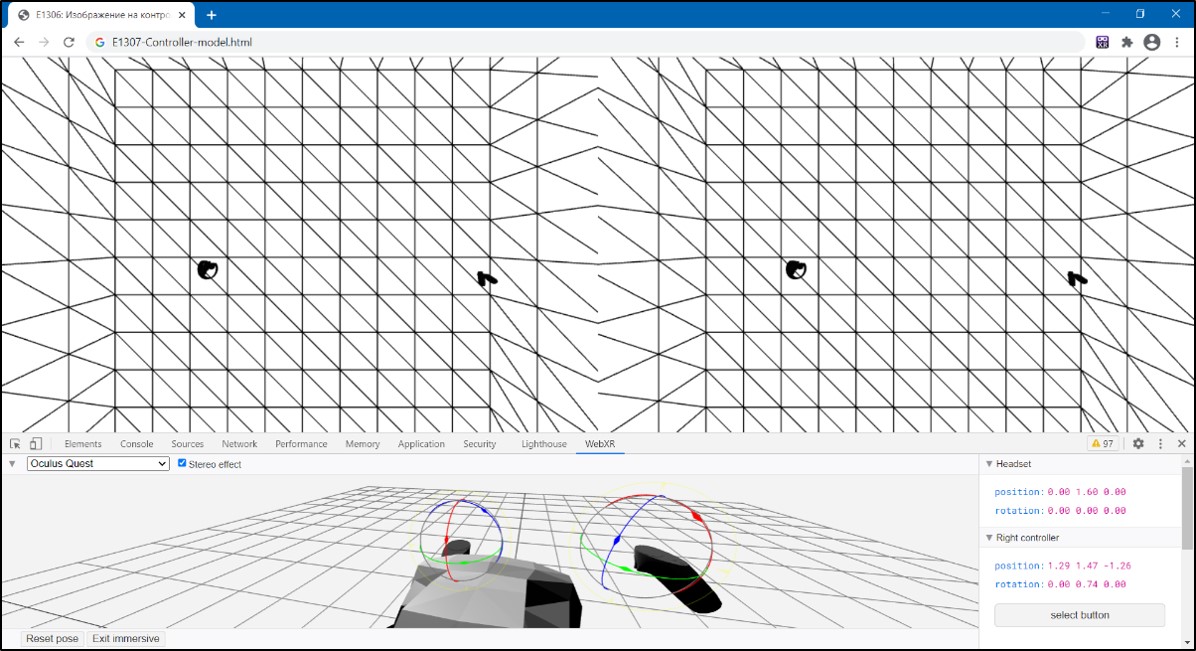 E1306: Изображение на контро
E1307-Controller-model.html
Elements Console Sources Network Performance Memory Application Security Lighthouse WebXR 97
Oculus Quest Stereo effect
Headset
position: 0.00 1.60 0.00
rotation: 0.00 0.00 0.00
Right controller
position: 1.29 1.47 -1.26
rotation: 0.00 0.74 0.00
select button
Reset pose Exit immersive